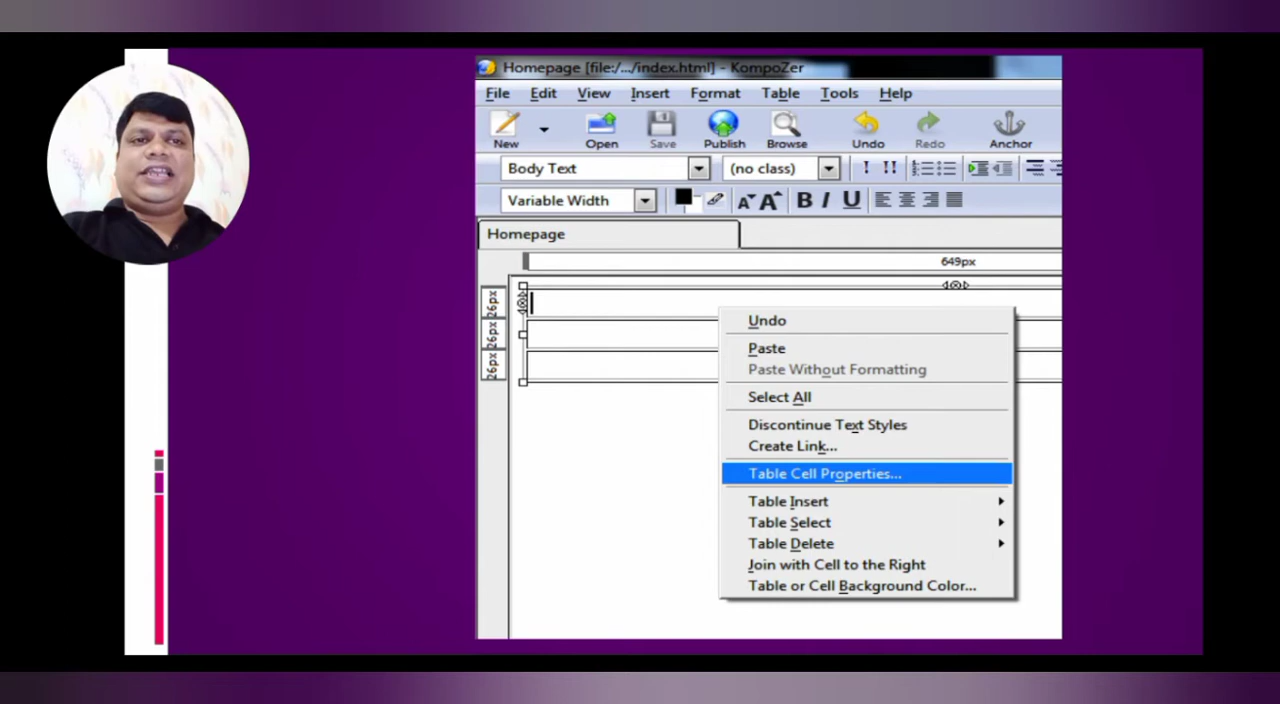 Homepage [file:/.../index.html] - KompoZer
File Edit View Insert Format Table Tools Help
New Open Save Publish Browse Undo Redo Anchor
Body Text (no class) ! !!
Variable Width A A B I U
Homepage
649px
26px
26px
26px
Undo
Paste
Paste Without Formatting
Select All
Discontinue Text Styles
Create Link...
Table Cell Properties...
Table Insert
Table Select
Table Delete
Join with Cell to the Right
Table or Cell Background Color...